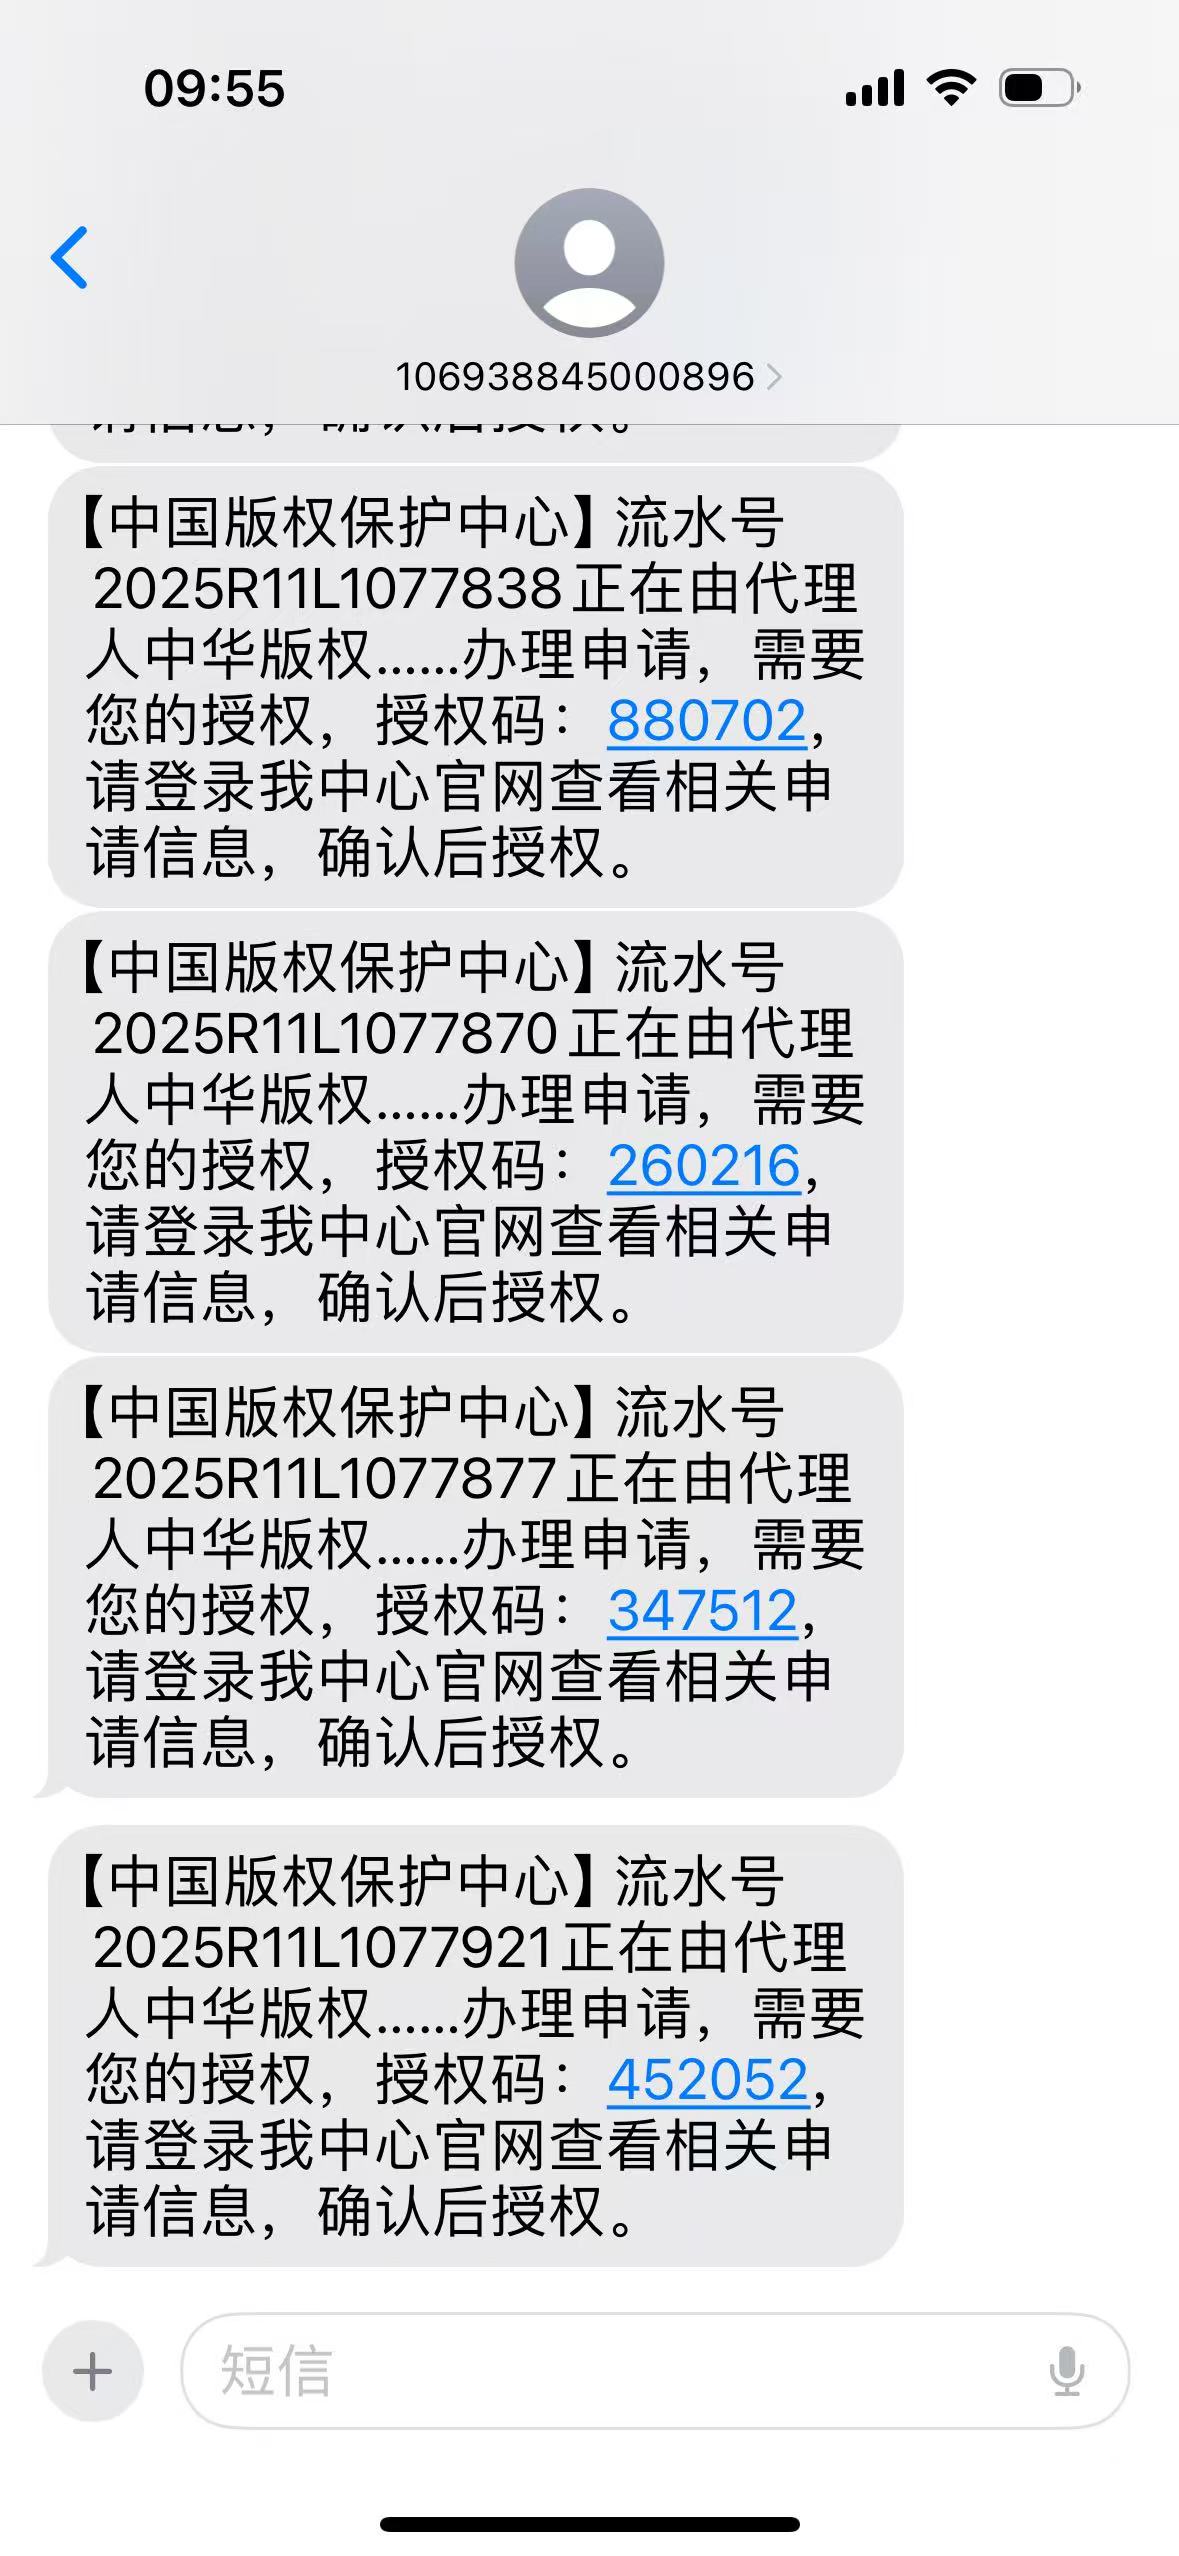 09:55
106938845000896
请信息，确认后授权。
【中国版权保护中心】流水号
2025R11L1077838正在由代理
人中华版权......办理申请，需要
您的授权，授权码：880702，
请登录我中心官网查看相关申
请信息，确认后授权。
【中国版权保护中心】流水号
2025R11L1077870正在由代理
人中华版权......办理申请，需要
您的授权，授权码：260216，
请登录我中心官网查看相关申
请信息，确认后授权。
【中国版权保护中心】流水号
2025R11L1077877正在由代理
人中华版权......办理申请，需要
您的授权，授权码：347512，
请登录我中心官网查看相关申
请信息，确认后授权。
【中国版权保护中心】流水号
2025R11L1077921正在由代理
人中华版权......办理申请，需要
您的授权，授权码：452052，
请登录我中心官网查看相关申
请信息，确认后授权。
短信